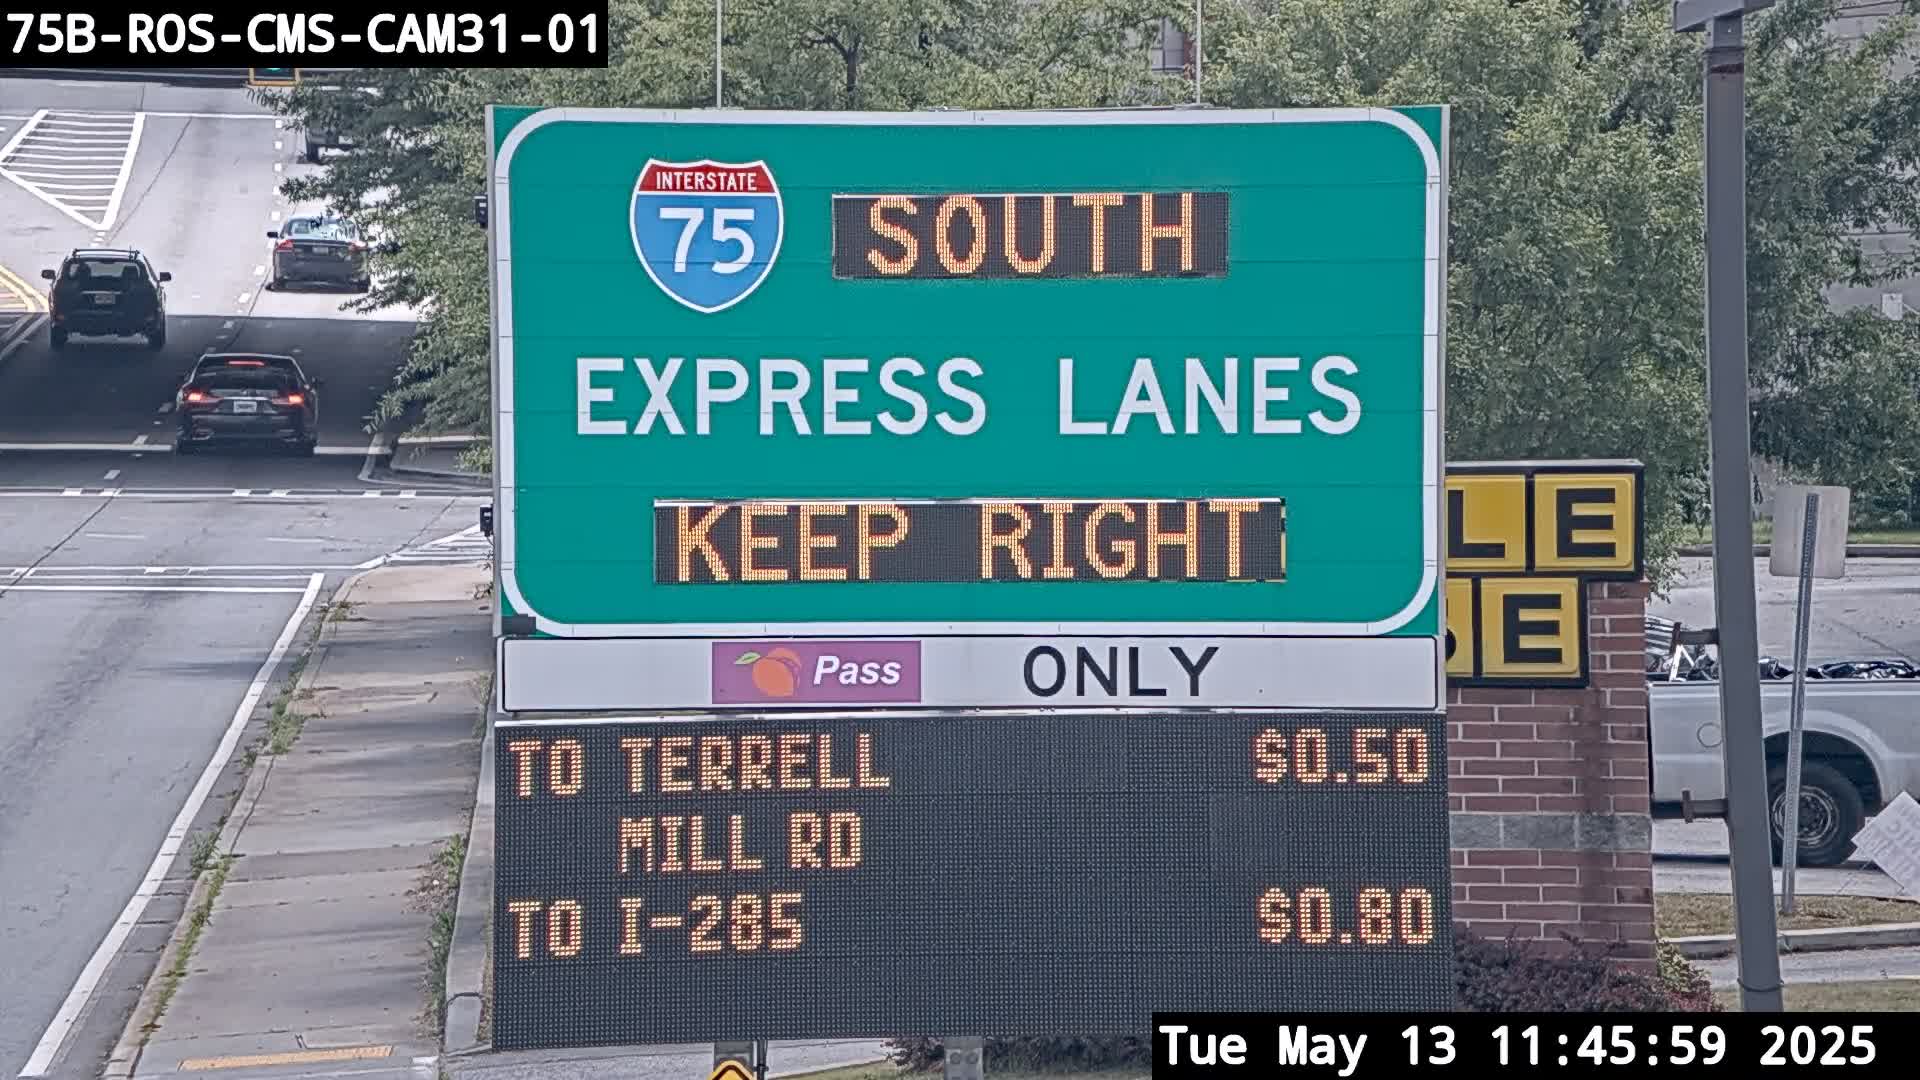 75B-ROS-CMS-CAM31-01
INTERSTATE
75
SOUTH
EXPRESS LANES
KEEP RIGHT
Pass ONLY
TO TERRELL $0.50
MILL RD
TO I-285 $0.80
LE
E
Tue May 13 11:45:59 2025